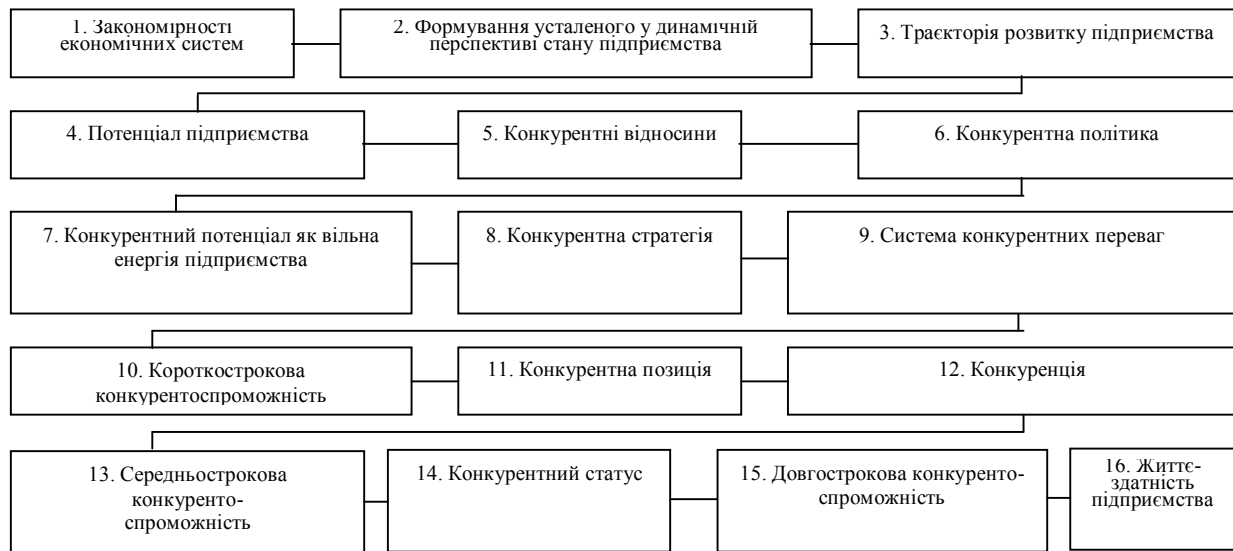 1. Закономірності
економічних систем
2. Формування усталеного у динамічній
перспективі стану підприємства
3. Траєкторія розвитку підприємства
4. Потенціал підприємства
5. Конкурентні відносини
6. Конкурентна політика
7. Конкурентний потенціал як вільна
енергія підприємства
8. Конкурентна стратегія
9. Система конкурентних переваг
10. Короткострокова
конкурентоспроможність
11. Конкурентна позиція
12. Конкуренція
13. Середньострокова
конкуренто-
спроможність
14. Конкурентний статус
15. Довгострокова конкуренто-
спроможність
16. Життє-
здатність
підприємства